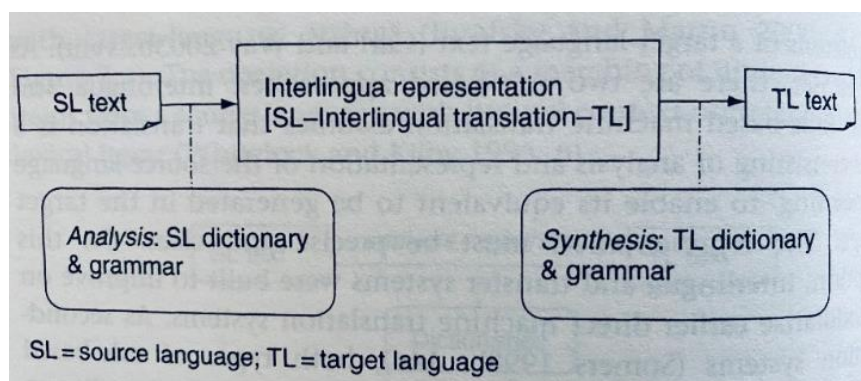 SL text
Interlingua representation
[SL–Interlingual translation–TL]
TL text
Analysis: SL dictionary
& grammar
Synthesis: TL dictionary
& grammar
SL = source language; TL = target language